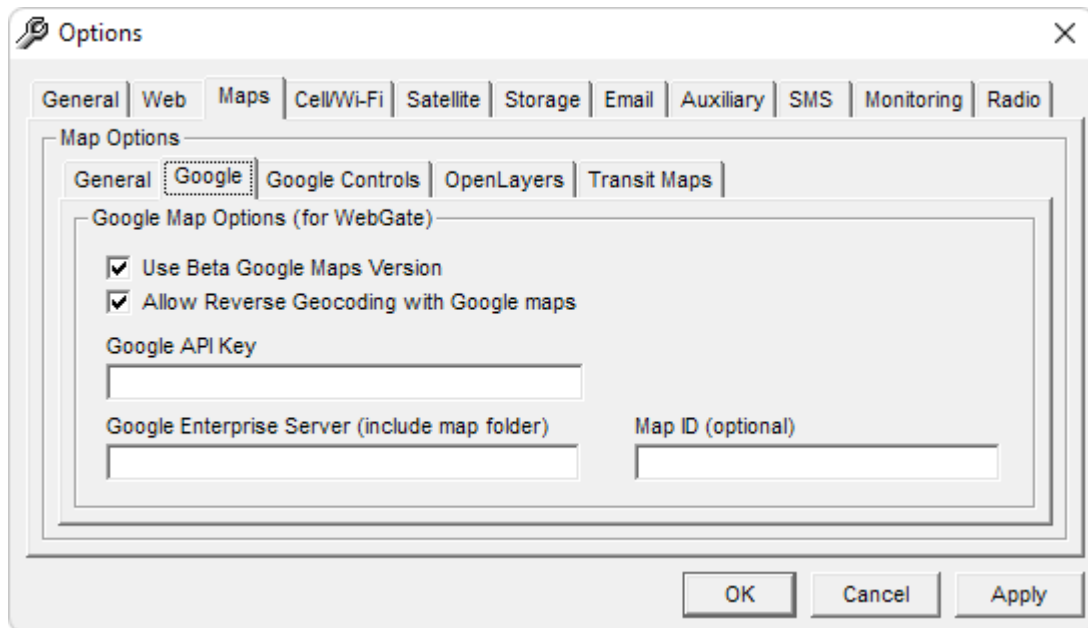 Options
General Web Maps Cell/Wi-Fi Satellite Storage Email Auxiliary SMS Monitoring Radio
Map Options
General Google Google Controls OpenLayers Transit Maps
Google Map Options (for WebGate)
Use Beta Google Maps Version
Allow Reverse Geocoding with Google maps
Google API Key
Google Enterprise Server (include map folder) Map ID (optional)
OK Cancel Apply